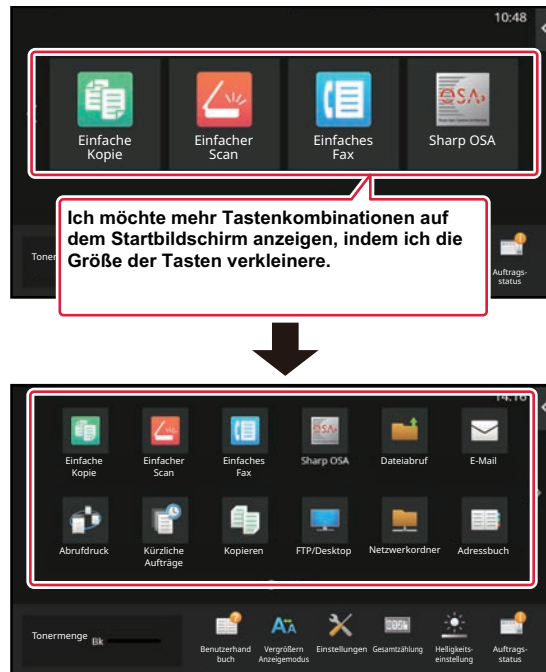 10:48
Einfache
Kopie
Einfacher
Scan
Einfaches
Fax
Sharp OSA
Ich möchte mehr Tastenkombinationen auf
dem Startbildschirm anzeigen, indem ich die
Größe der Tasten verkleinere.
Auftrags-
status
Einfache
Kopie
Einfacher
Scan
Einfaches
Fax
Sharp OSA
Dateiabruf
E-Mail
Abrufdruck
Kürzliche
Aufträge
Kopieren
FTP/Desktop
Netzwerkordner
Adressbuch
Tonermenge
Bk
Benutzerhand
buch
Vergrößern
Anzeigemodus
Einstellungen
Gesamtzählung
Helligkeits-
einstellung
Auftrags-
status